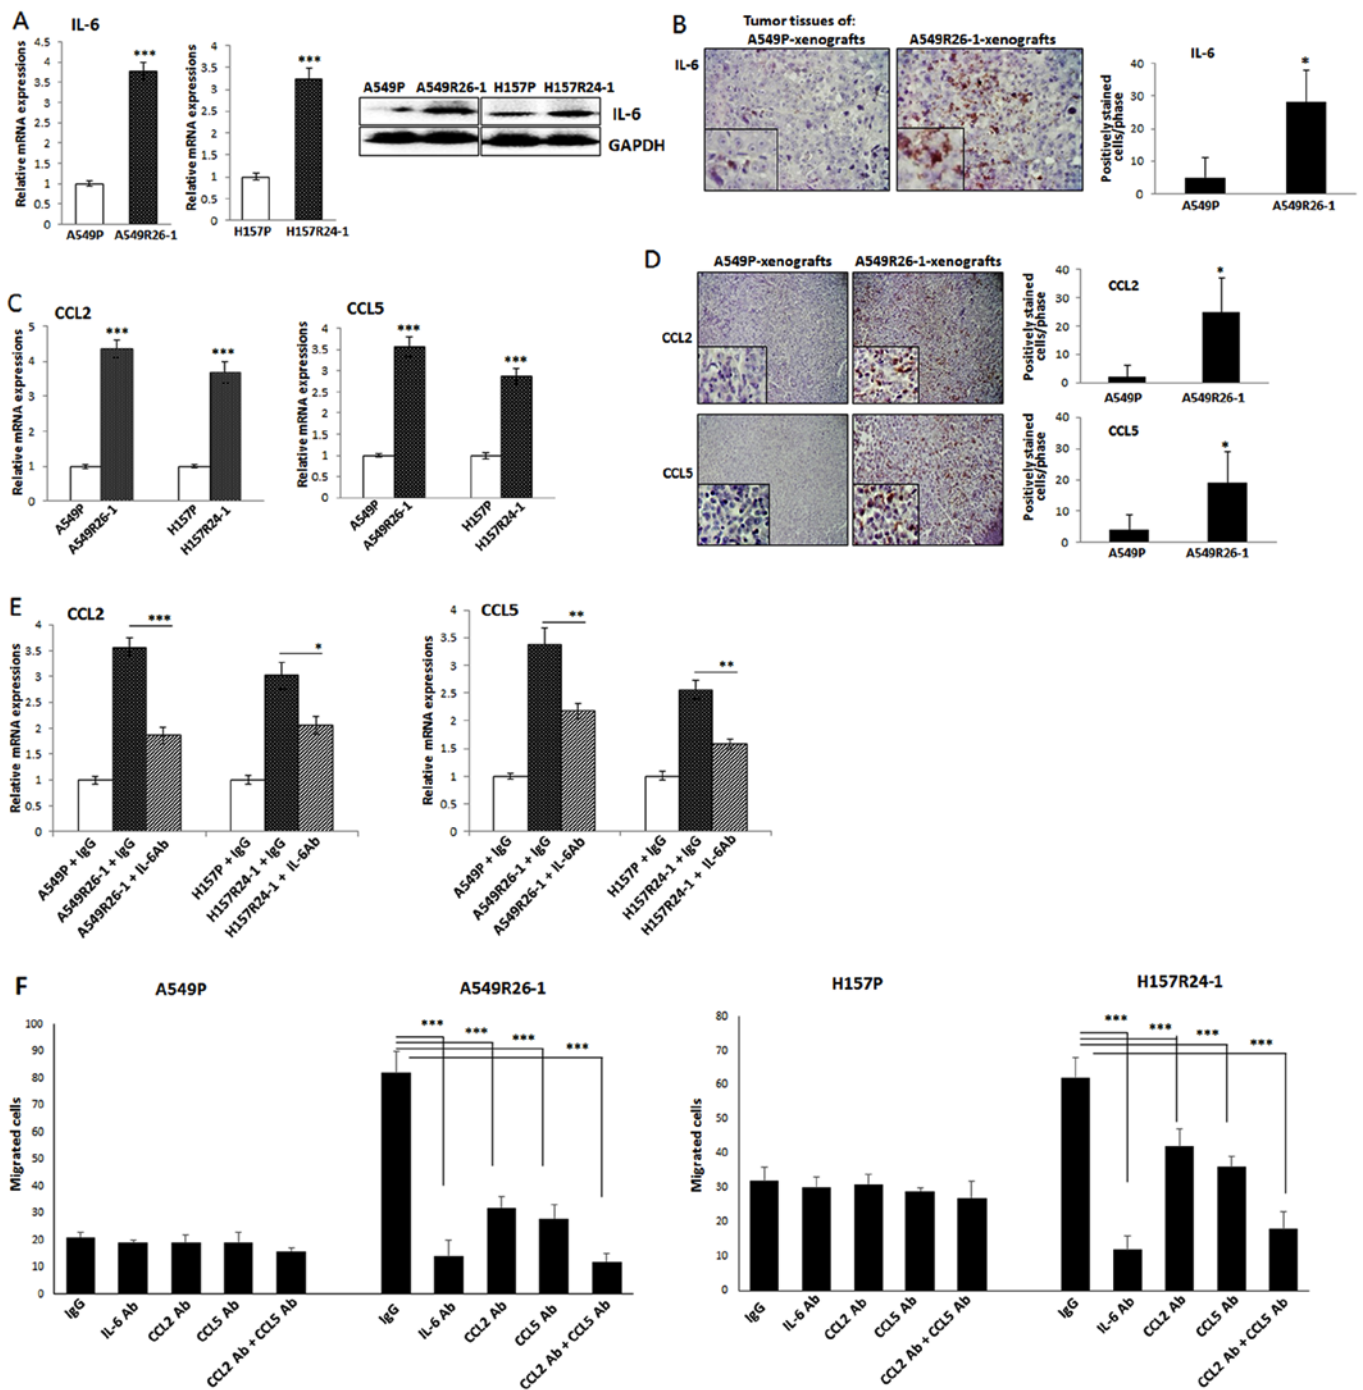 A
IL-6
Relative mRNA expressions
4.5
4
3.5
3
2.5
2
1.5
1
0.5
0
***
A549P
A549R26-1
4
3.5
3
2.5
2
1.5
1
0.5
0
Relative mRNA expressions
***
H157P
H157R24-1
A549P A549R26-1 H157P H157R24-1
IL-6
GAPDH
B
Tumor tissues of:
A549P-xenografts A549R26-1-xenografts
IL-6
IL-6
Positively stained
cells/phase
40
30
20
10
0
*
A549P
A549R26-1
C
CCL2
Relative mRNA expressions
5
4
3
2
1
0
***
***
A549P
A549R26-1
H157P
H157R24-1
CCL5
Relative mRNA expressions
4
3.5
3
2.5
2
1.5
1
0.5
0
***
***
A549P
A549R26-1
H157P
H157R24-1
D
A549P-xenografts A549R26-1-xenografts
CCL2
CCL5
CCL2
Positively stained
cells/phase
40
30
20
10
0
*
A549P
A549R26-1
CCL5
Positively stained
cells/phase
40
30
20
10
0
*
A549P
A549R26-1
E
CCL2
Relative mRNA expressions
4
3.5
3
2.5
2
1.5
1
0.5
0
***
*
A549P + IgG
A549R26-1 + IgG
A549R26-1 + IL-6Ab
H157P + IgG
H157R24-1 + IgG
H157R24-1 + IL-6Ab
CCL5
Relative mRNA expressions
4
3.5
3
2.5
2
1.5
1
0.5
0
**
**
A549P + IgG
A549R26-1 + IgG
A549R26-1 + IL-6Ab
H157P + IgG
H157R24-1 + IgG
H157R24-1 + IL-6Ab
F
A549P
A549R26-1
Migrated cells
100
90
80
70
60
50
40
30
20
10
0
***
***
***
***
IgG
IL-6 Ab
CCL2 Ab
CCL5 Ab
CCL2 Ab + CCL5 Ab
IgG
IL-6 Ab
CCL2 Ab
CCL5 Ab
CCL2 Ab + CCL5 Ab
H157P
H157R24-1
Migrated cells
80
70
60
50
40
30
20
10
0
***
***
***
***
IgG
IL-6 Ab
CCL2 Ab
CCL5 Ab
CCL2 Ab + CCL5 Ab
IgG
IL-6 Ab
CCL2 Ab
CCL5 Ab
CCL2 Ab + CCL5 Ab